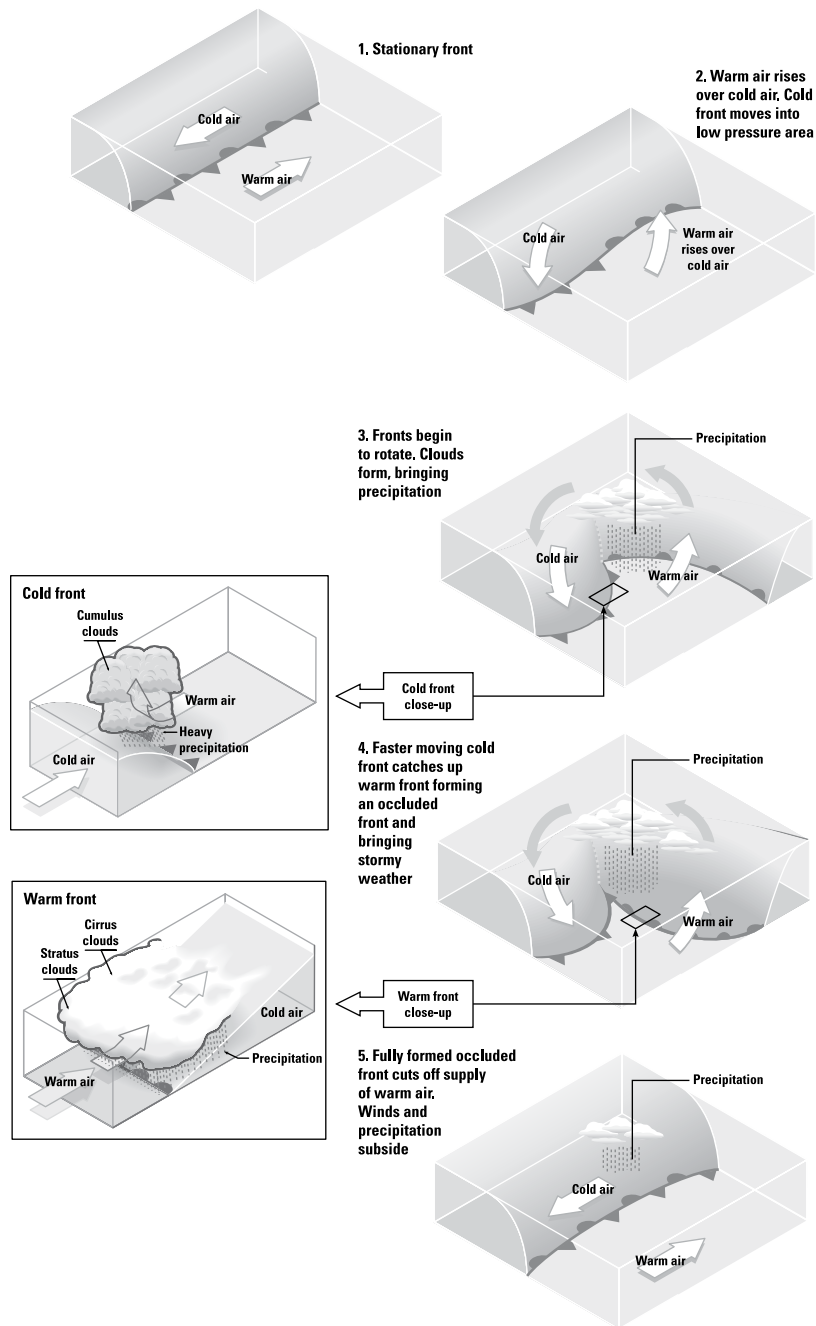 1. Stationary front
Cold air
Warm air
2. Warm air rises
over cold air. Cold
front moves into
low pressure area
Cold air
Warm air
rises over
cold air
3. Fronts begin
to rotate. Clouds
form, bringing
precipitation
Precipitation
Cold air
Warm air
Cold front
close-up
Cold front
Cumulus
clouds
Warm air
Heavy
precipitation
Cold air
4. Faster moving cold
front catches up
warm front forming
an occluded
front and
bringing
stormy
weather
Precipitation
Cold air
Warm air
Warm front
close-up
Warm front
Cirrus
clouds
Stratus
clouds
Cold air
Precipitation
Warm air
5. Fully formed occluded
front cuts off supply
of warm air.
Winds and
precipitation
subside
Precipitation
Cold air
Warm air